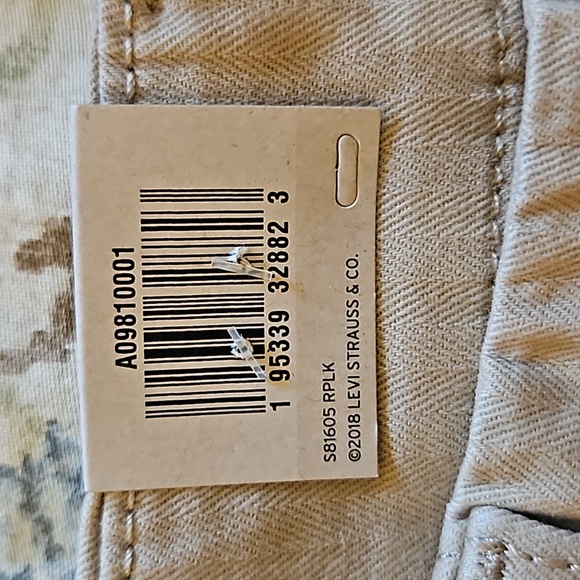 A09810001
1 95339 32882 3
S81605 RPLK
©2018 LEVI STRAUSS & CO.